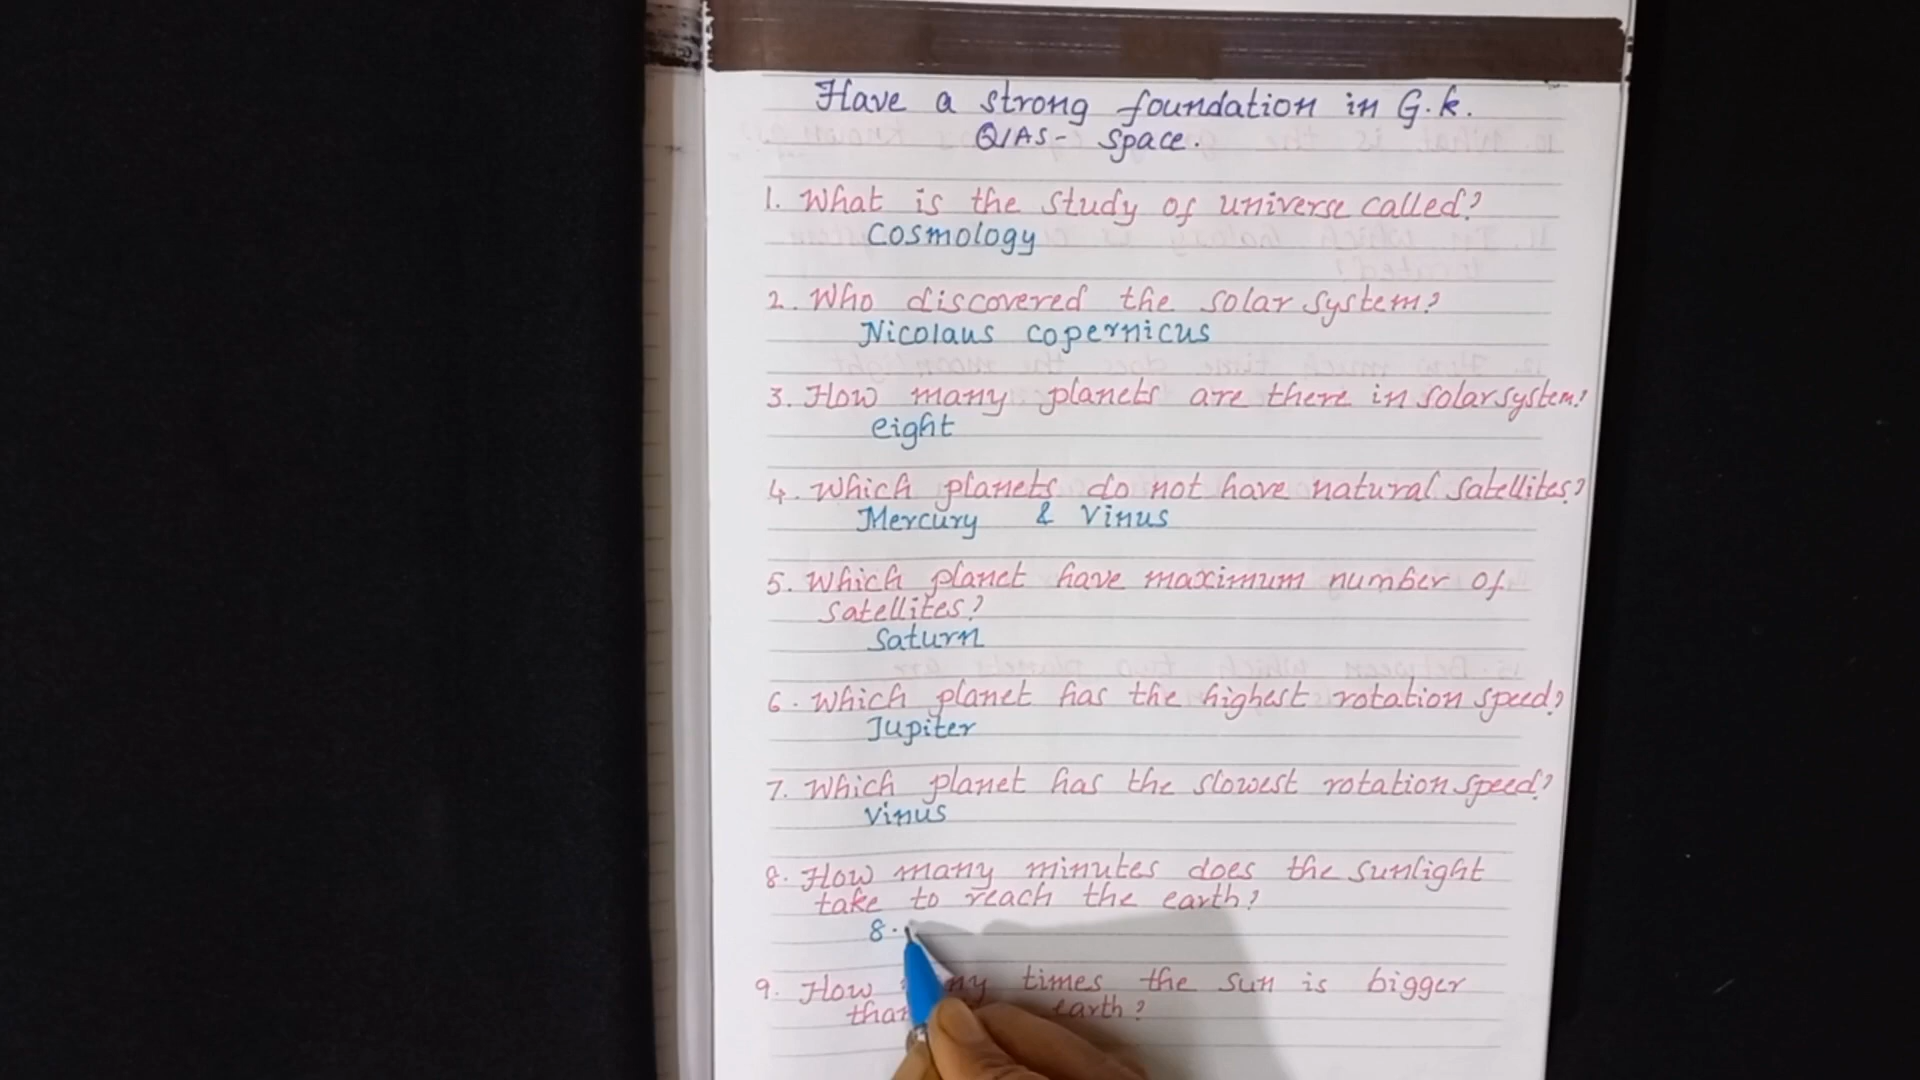 Have a strong foundation in G.k.
Q/AS- Space.
1. What is the study of universe called?
Cosmology
2. Who discovered the solar system?
Nicolaus copernicus
3. How many planets are there in solar system?
eight
4. Which planets do not have natural satellites?
Mercury & Vinus
5. Which planet have maximum number of
satellites?
Saturn
6. Which planet has the highest rotation speed?
Jupiter
7. Which planet has the slowest rotation speed?
Vinus
8. How many minutes does the sunlight
take to reach the earth?
8.
9. How times the sun is bigger
earth?